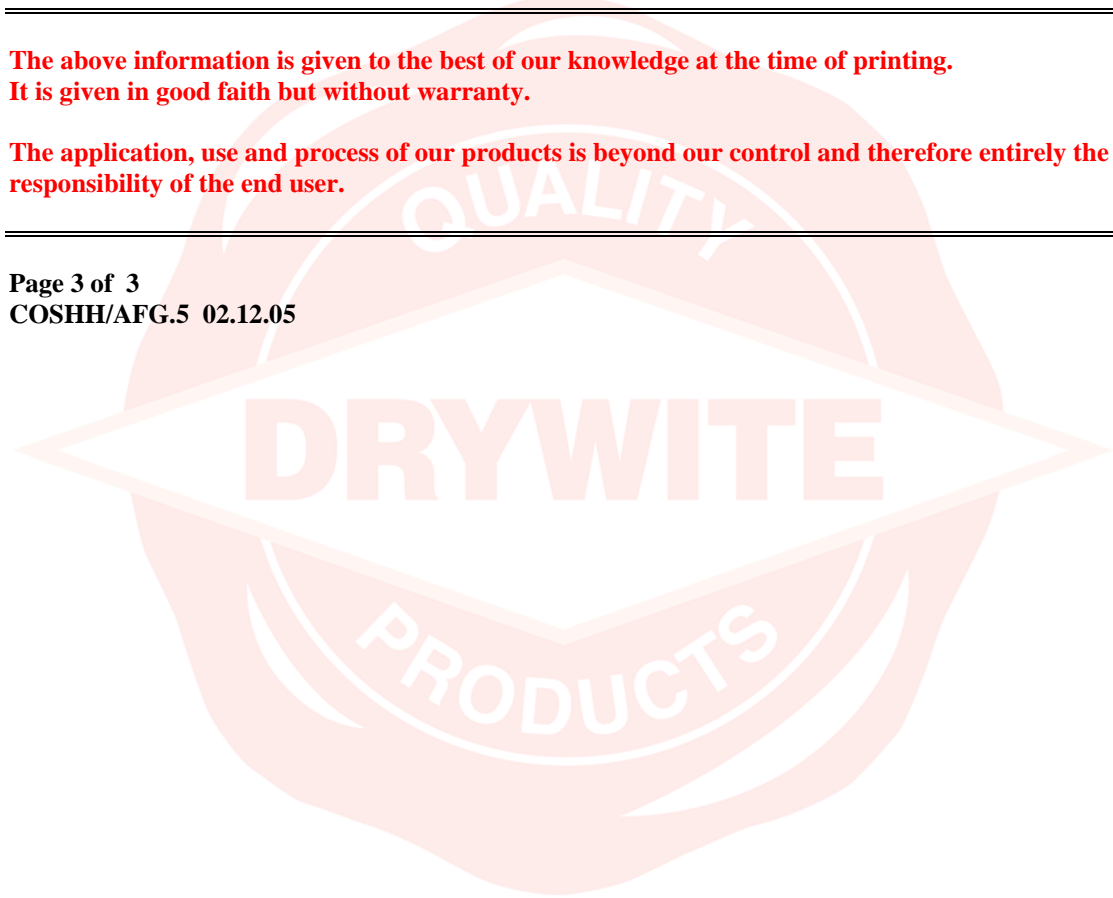 The above information is given to the best of our knowledge at the time of printing.
It is given in good faith but without warranty.
The application, use and process of our products is beyond our control and therefore entirely the
responsibility of the end user.
QUALITY
Page 3 of 3
COSHH/AFG.5 02.12.05
DRYWITE
PRODUCTS